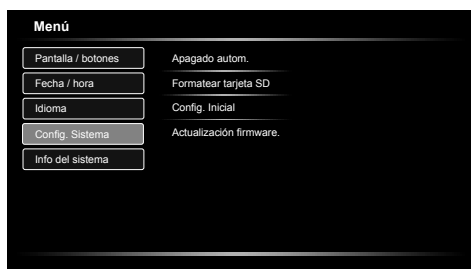 Menú
Pantalla / botones
Fecha / hora
Idioma
Config. Sistema
Info del sistema
Apagado autom.
Formatear tarjeta SD
Config. Inicial
Actualización firmware.